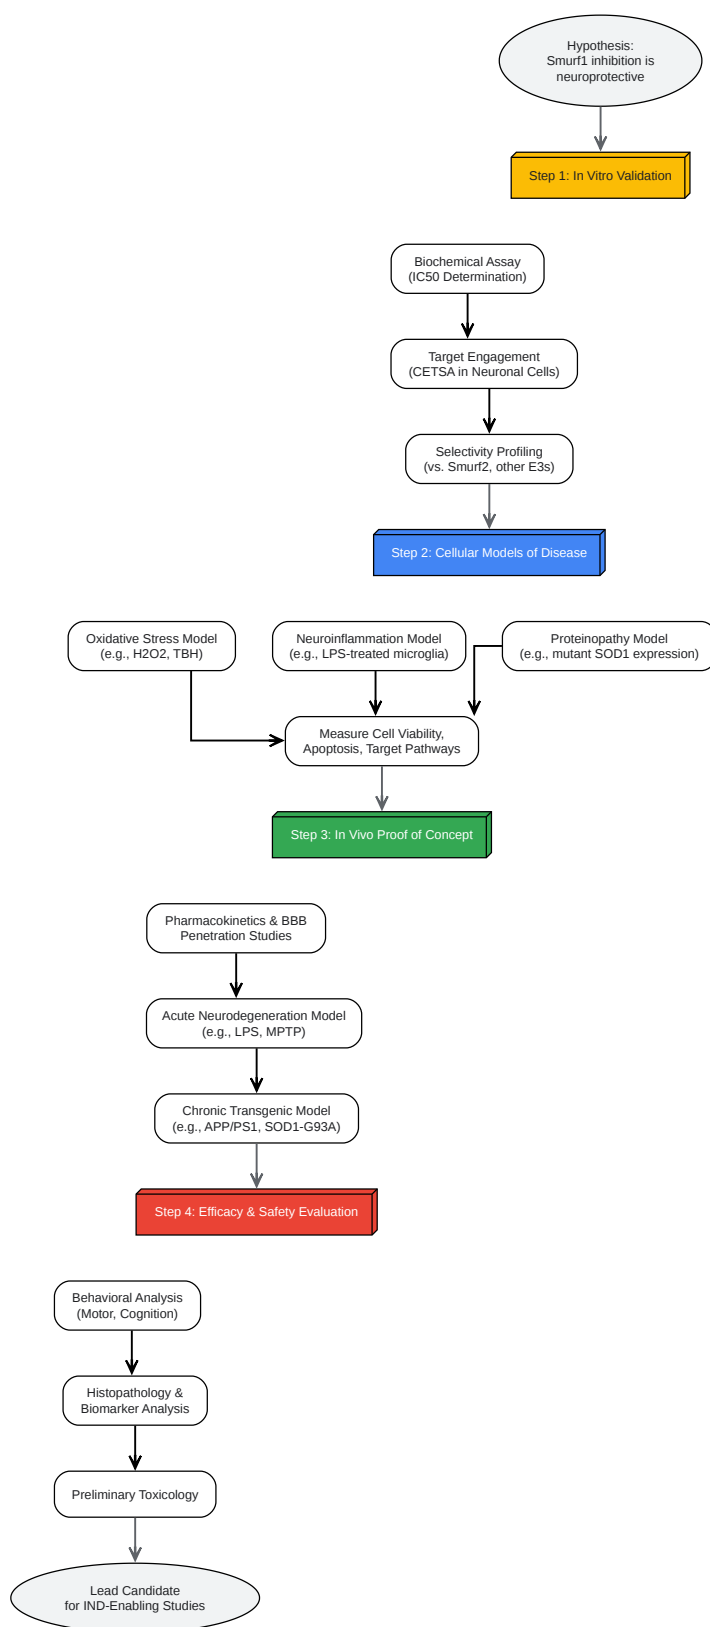 Hypothesis:
Smurf1 inhibition is
neuroprotective
Step 1: In Vitro Validation
Biochemical Assay
(IC50 Determination)
Target Engagement
(CETSA in Neuronal Cells)
Selectivity Profiling
(vs. Smurf2, other E3s)
Step 2: Cellular Models of Disease
Oxidative Stress Model
(e.g., H2O2, TBH)
Neuroinflammation Model
(e.g., LPS-treated microglia)
Proteinopathy Model
(e.g., mutant SOD1 expression)
Measure Cell Viability,
Apoptosis, Target Pathways
Step 3: In Vivo Proof of Concept
Pharmacokinetics & BBB
Penetration Studies
Acute Neurodegeneration Model
(e.g., LPS, MPTP)
Chronic Transgenic Model
(e.g., APP/PS1, SOD1-G93A)
Step 4: Efficacy & Safety Evaluation
Behavioral Analysis
(Motor, Cognition)
Histopathology &
Biomarker Analysis
Preliminary Toxicology
Lead Candidate
for IND-Enabling Studies